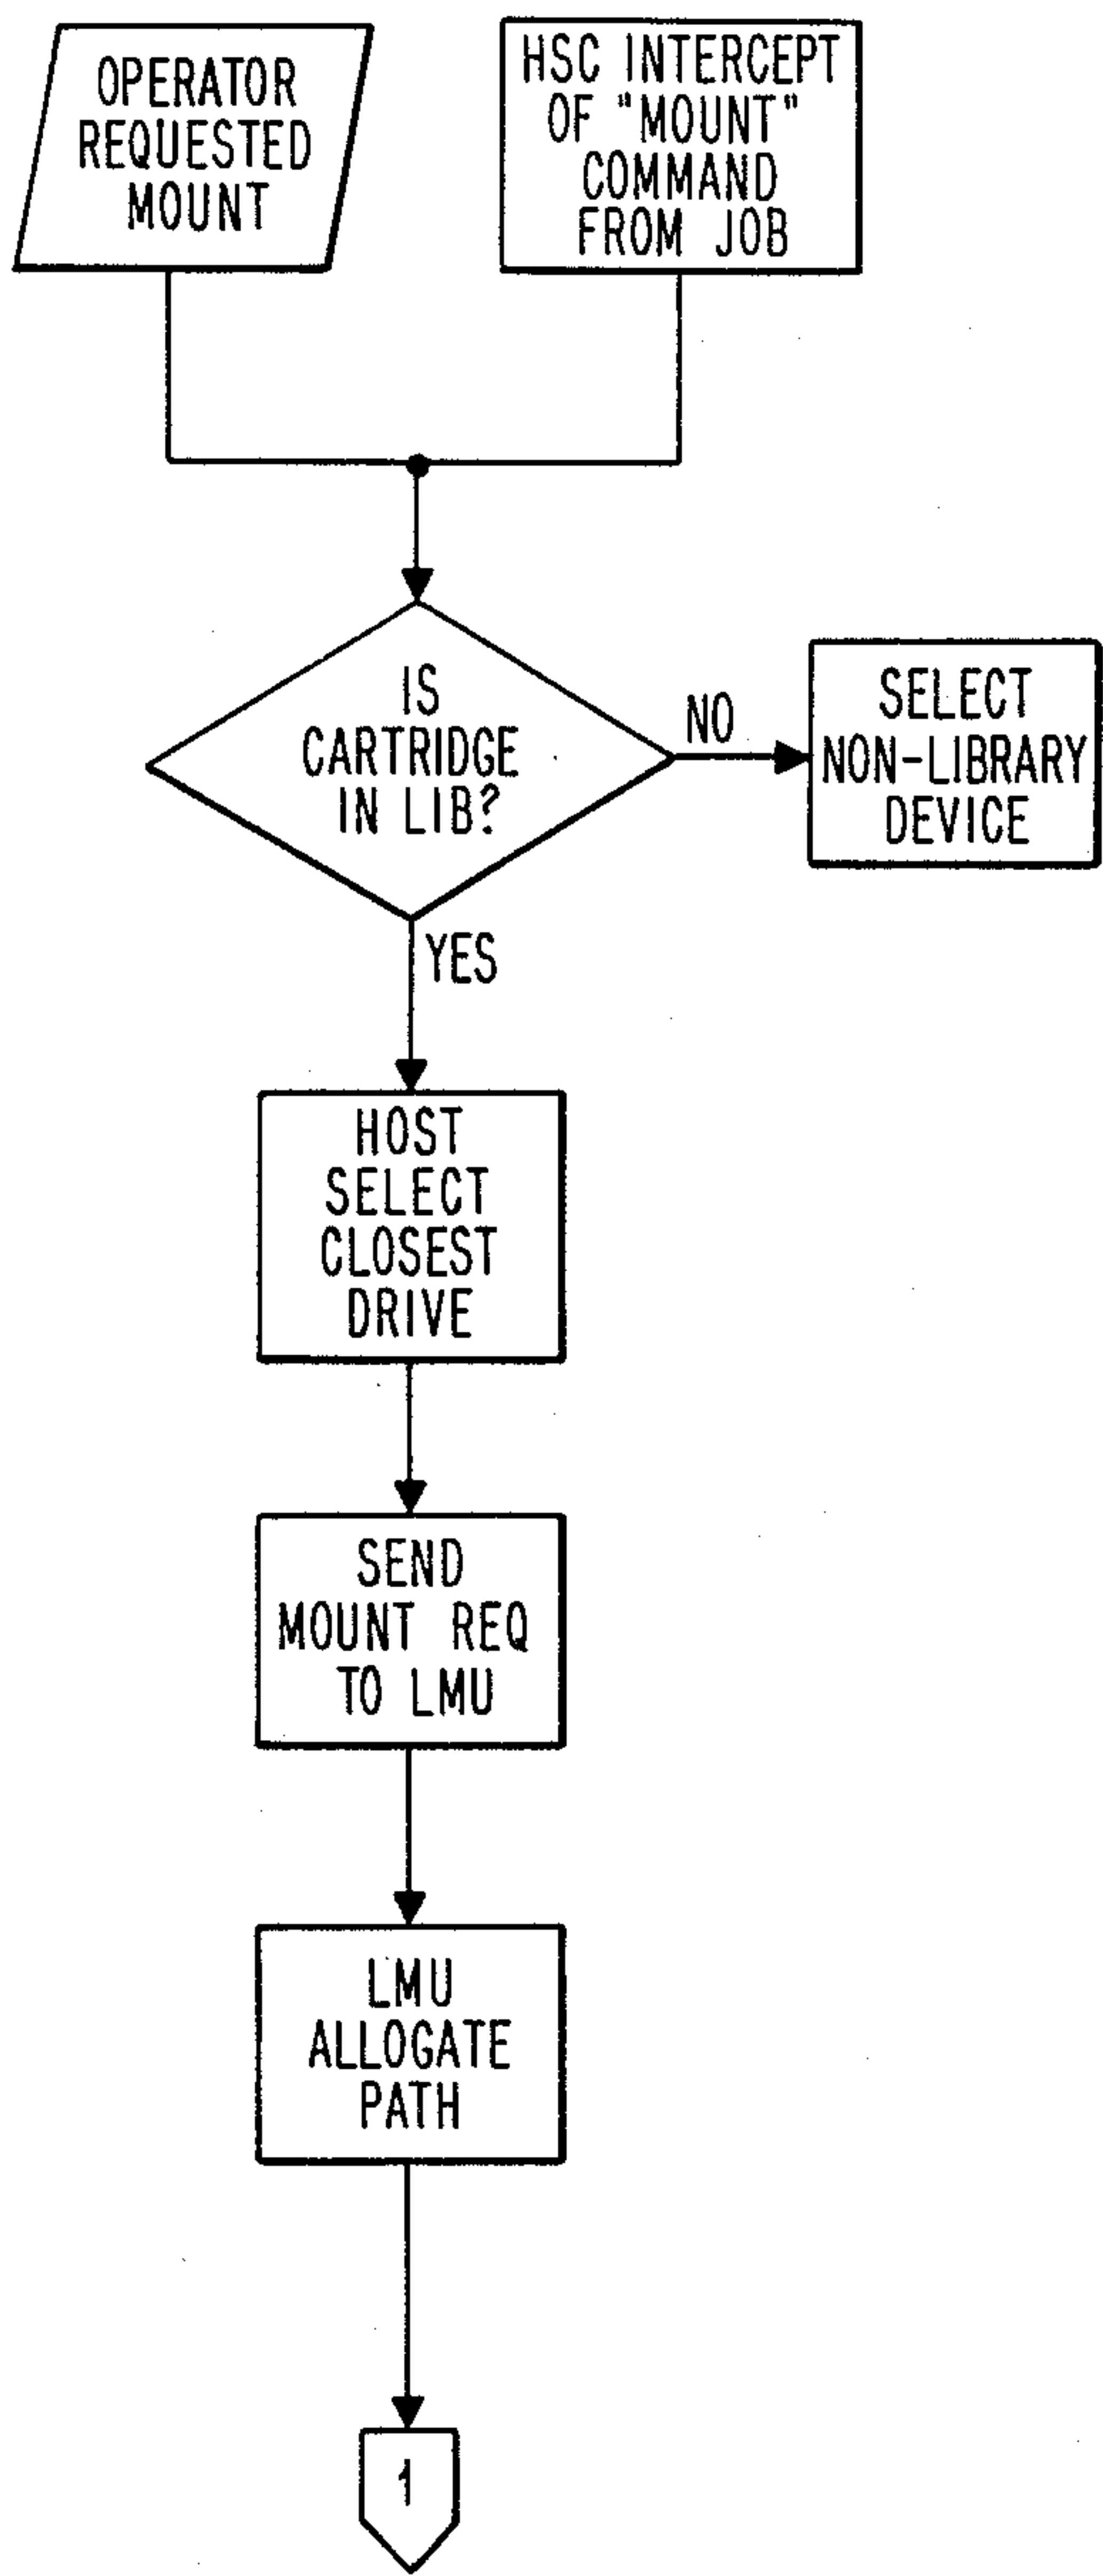 OPERATOR
REQUESTED
MOUNT
HSC INTERCEPT
OF "MOUNT"
COMMAND
FROM JOB
IS
CARTRIDGE
IN LIB?
NO
SELECT
NON-LIBRARY
DEVICE
YES
HOST
SELECT
CLOSEST
DRIVE
SEND
MOUNT REQ
TO LMU
LMU
ALLOGATE
PATH
1